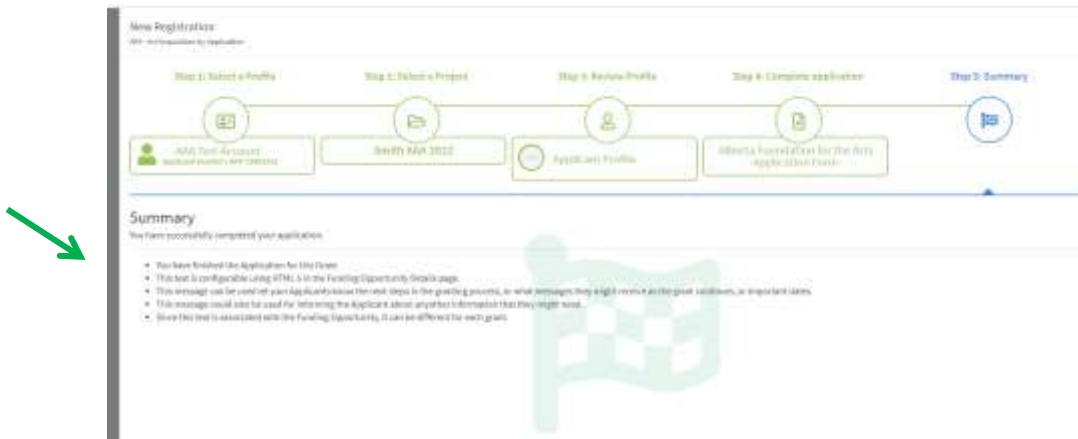 New Registration
Art Acquisition by Application
Step 1: Select a Profile
Step 2: Select a Project
Step 3: Review Profile
Step 4: Complete application
Step 5: Summary
AAA Test Account
Smith AAA 2022
Applicant Profile
Alberta Foundation for the Arts
Application Form
Summary
You have successfully completed your application
• You have finished the Application for this Grant
• This text is configurable using HTML 5 in the Funding Opportunity Details page.
• This message can be used let your Applicants know the next steps in the granting process, or what messages they might receive as the grant continues, or important dates.
• This message could also be used for informing the Applicant about any other information that they might need.
• Since this text is associated with the Funding Opportunity, it can be different for each grant.